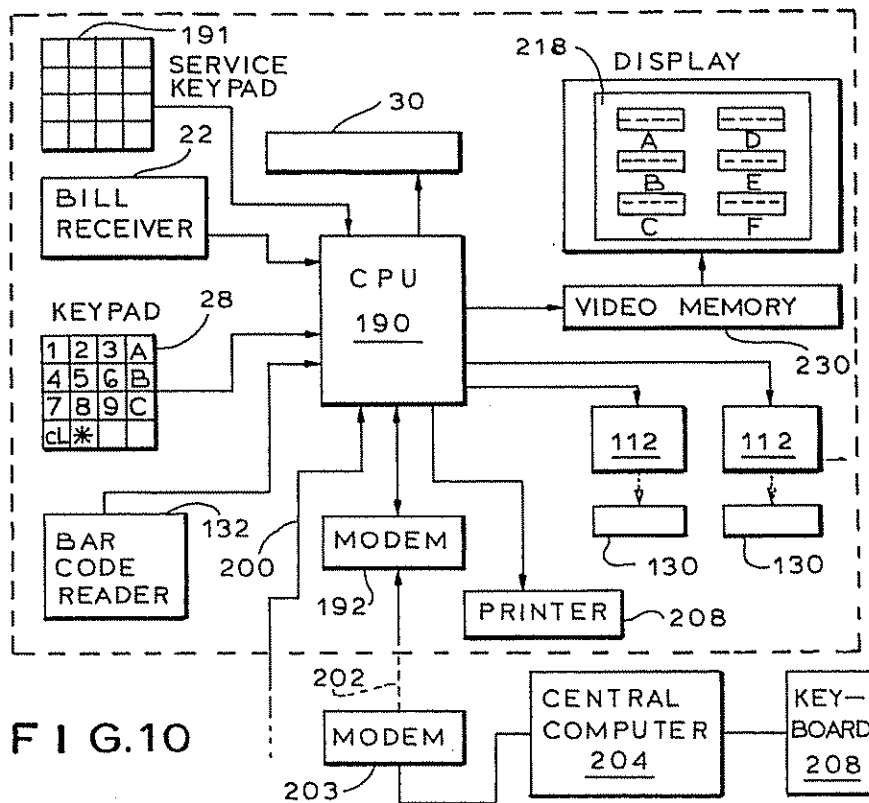 191
SERVICE
KEYPAD
22
BILL
RECEIVER
30
218
DISPLAY
A
D
B
E
C
F
CPU
190
VIDEO MEMORY
230
KEYPAD
28
1 2 3 A
4 5 6 B
7 8 9 C
cL *
112
112
130
130
132
BAR
CODE
READER
200
MODEM
192
PRINTER
208
202
MODEM
203
CENTRAL
COMPUTER
204
KEY-
BOARD
208
FIG.10